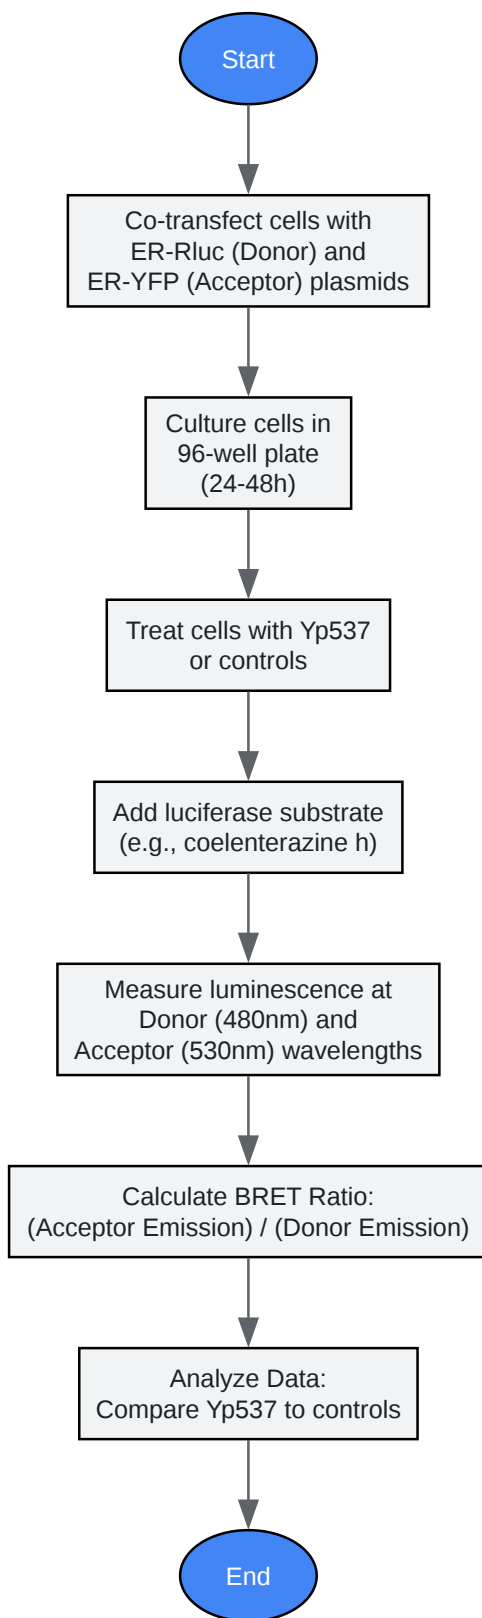 Start
Co-transfect cells with
ER-Rluc (Donor) and
ER-YFP (Acceptor) plasmids
Culture cells in
96-well plate
(24-48h)
Treat cells with Yp537
or controls
Add luciferase substrate
(e.g., coelenterazine h)
Measure luminescence at
Donor (480nm) and
Acceptor (530nm) wavelengths
Calculate BRET Ratio:
(Acceptor Emission) / (Donor Emission)
Analyze Data:
Compare Yp537 to controls
End